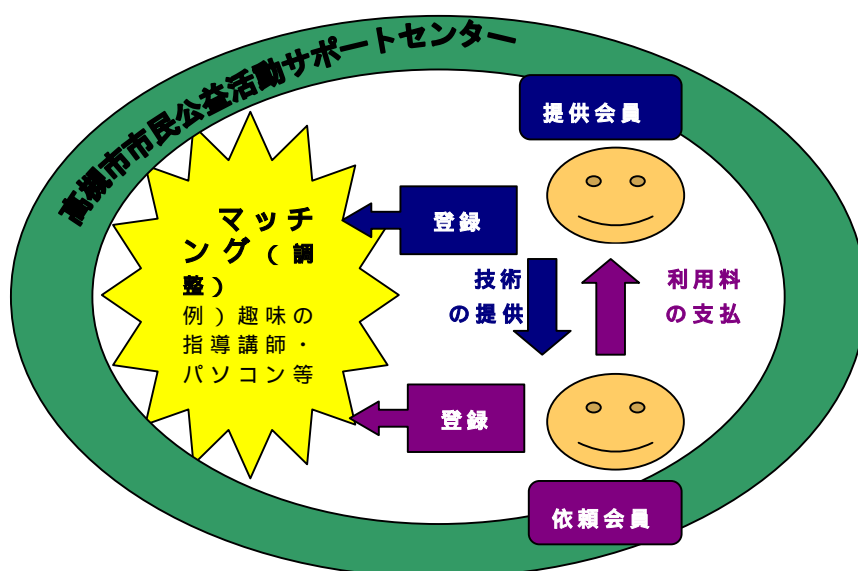 高槻市市民公益活動サポートセンター
提供会員
マッチ
ング(調
整)
例)趣味の
指導講師・
パソコン等
登録
技術
の提供
利用料
の支払
登録
依頼会員